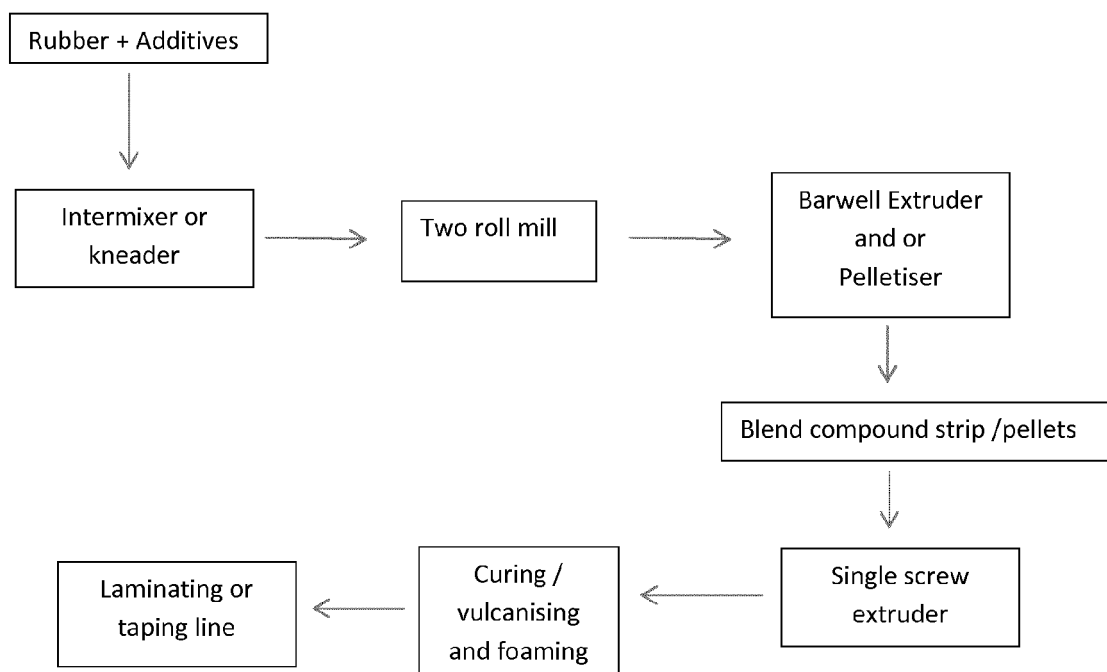 Rubber + Additives
Intermixer or
kneader
Two roll mill
Barwell Extruder
and or
Pelletiser
Blend compound strip /pellets
Single screw
extruder
Curing /
vulcanising
and foaming
Laminating or
taping line